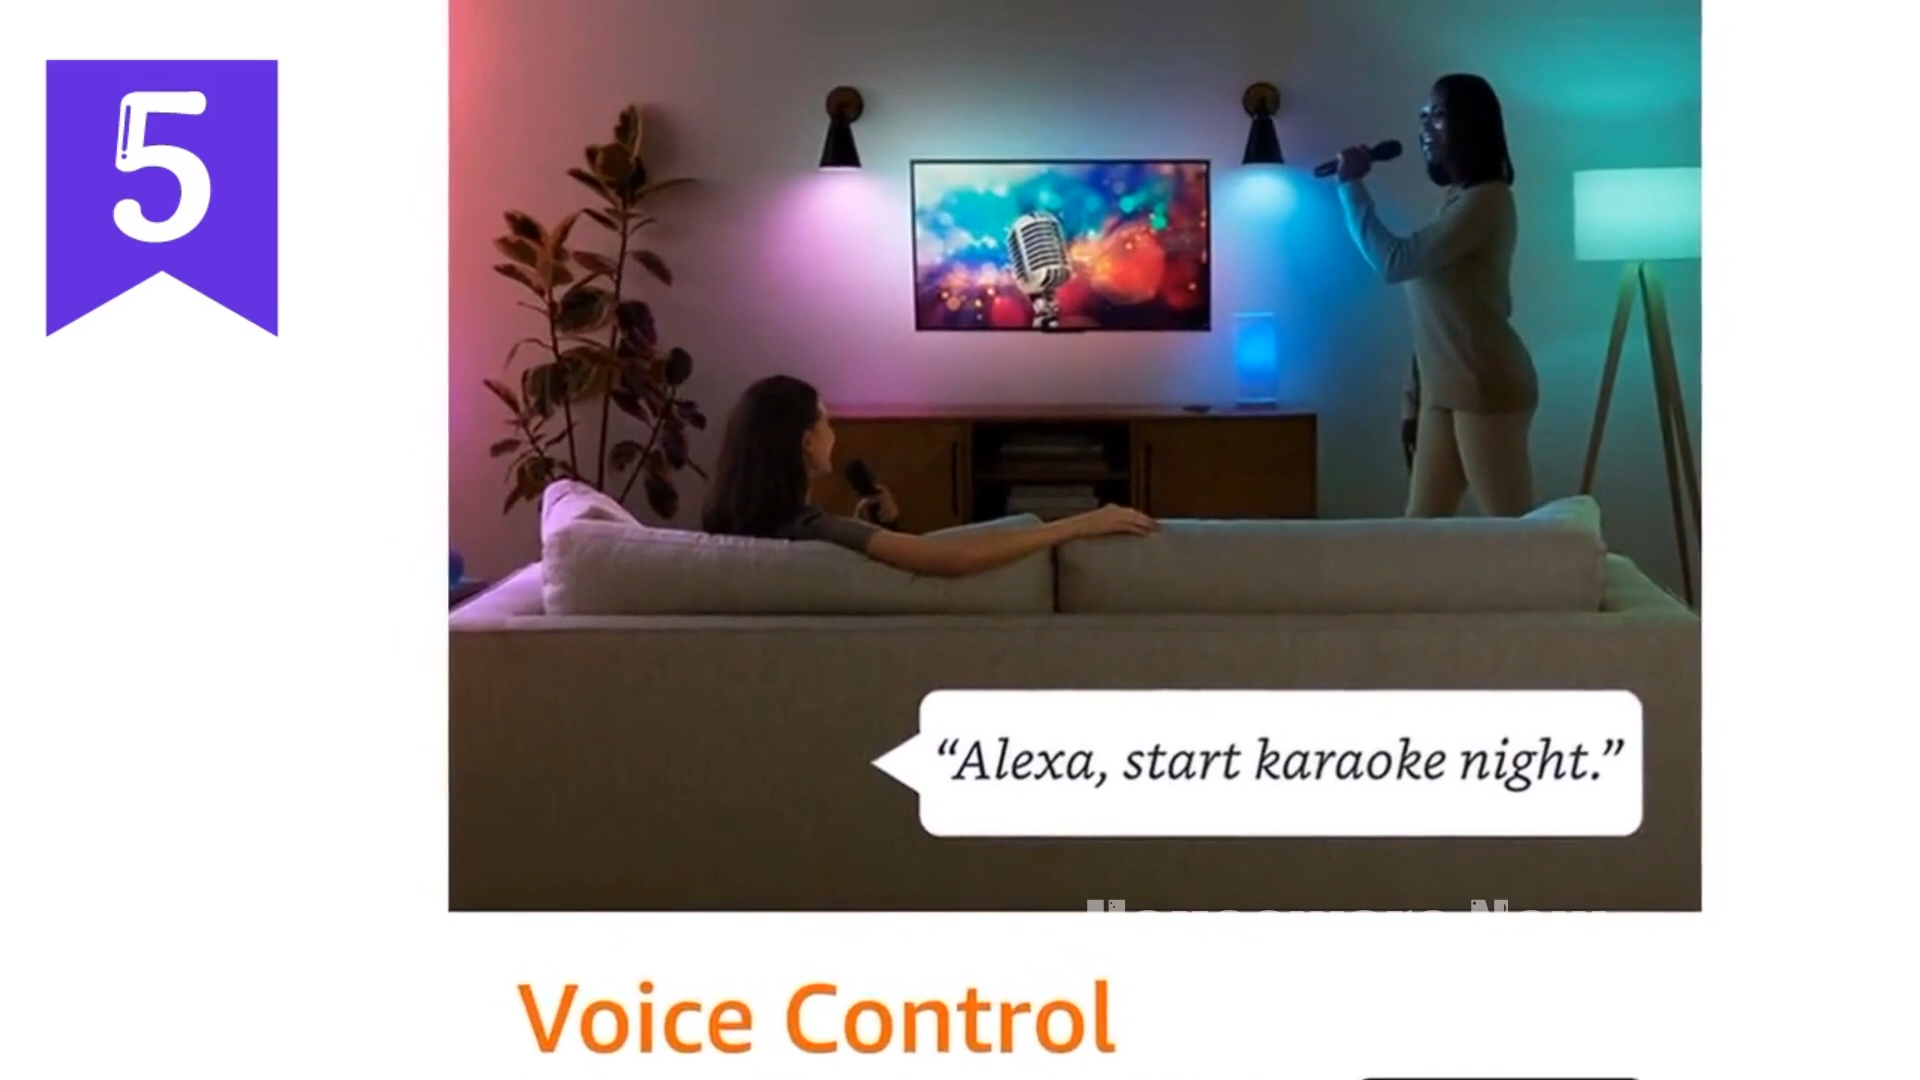 5
“Alexa, start karaoke night.”
Voice Control